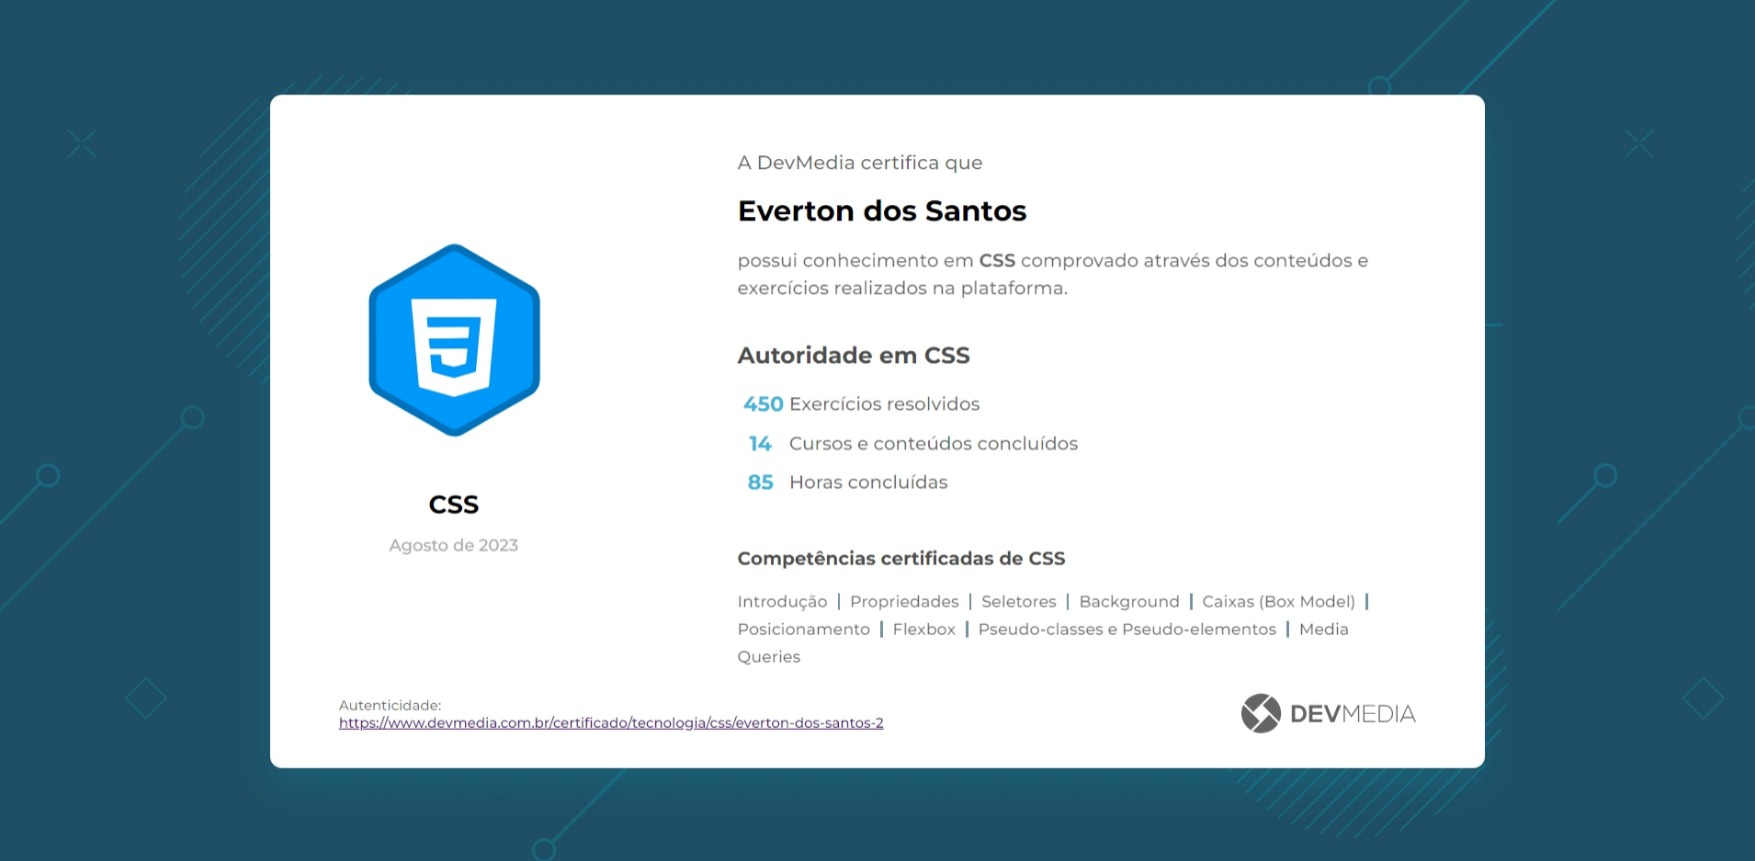 A DevMedia certifica que
Everton dos Santos
possui conhecimento em CSS comprovado através dos conteúdos e
exercícios realizados na plataforma.
Autoridade em CSS
450 Exercícios resolvidos
14 Cursos e conteúdos concluídos
85 Horas concluídas
CSS
Agosto de 2023
Competências certificadas de CSS
Introdução | Propriedades | Seletores | Background | Caixas (Box Model) |
Posicionamento | Flexbox | Pseudo-classes e Pseudo-elementos | Media
Queries
Autenticidade:
https://www.devmedia.com.br/certificado/tecnologia/css/everton-dos-santos-2
DEVMEDIA